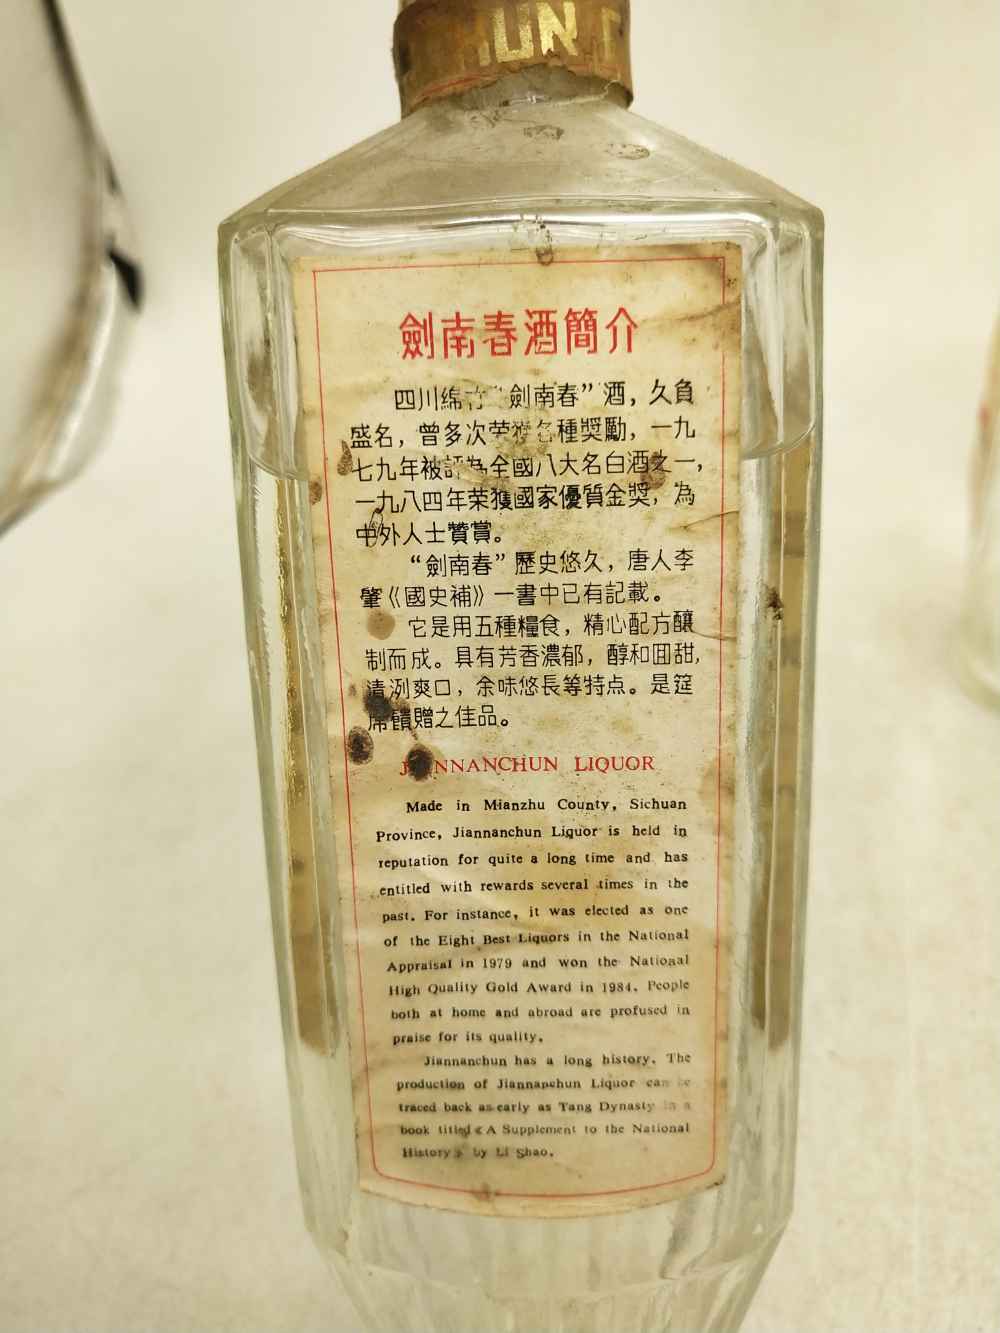 HUN
劍南春酒簡介
四川綿竹“劍南春”酒，久負
盛名，曾多次荣獲各種獎勵，一九
七九年被評為全國八大名白酒之一，
一九八四年荣獲國家優質金獎，為
中外人士贊賞。
“劍南春”歷史悠久，唐人李
肇《國史補》一書中已有記載。
它是用五種糧食，精心配方釀
制而成。具有芳香濃郁，醇和囬甜，
清洌爽口，余味悠長等特点。是筵
席饋贈之佳品。
JIANNANCHUN LIQUOR
Made in Mianzhu County, Sichuan
Province, Jiannanchun Liquor is held in
reputation for quite a long time and has
entitled with rewards several times in the
past. For instance, it was elected as one
of the Eight Best Liquors in the National
Appraisal in 1979 and won the National
High Quality Gold Award in 1984. People
both at home and abroad are profused in
praise for its quality.
Jiannanchun has a long history. The
production of Jiannanchun Liquor can be
traced back as early as Tang Dynasty in a
book titled《A Supplement to the National
History》by Li Shao.